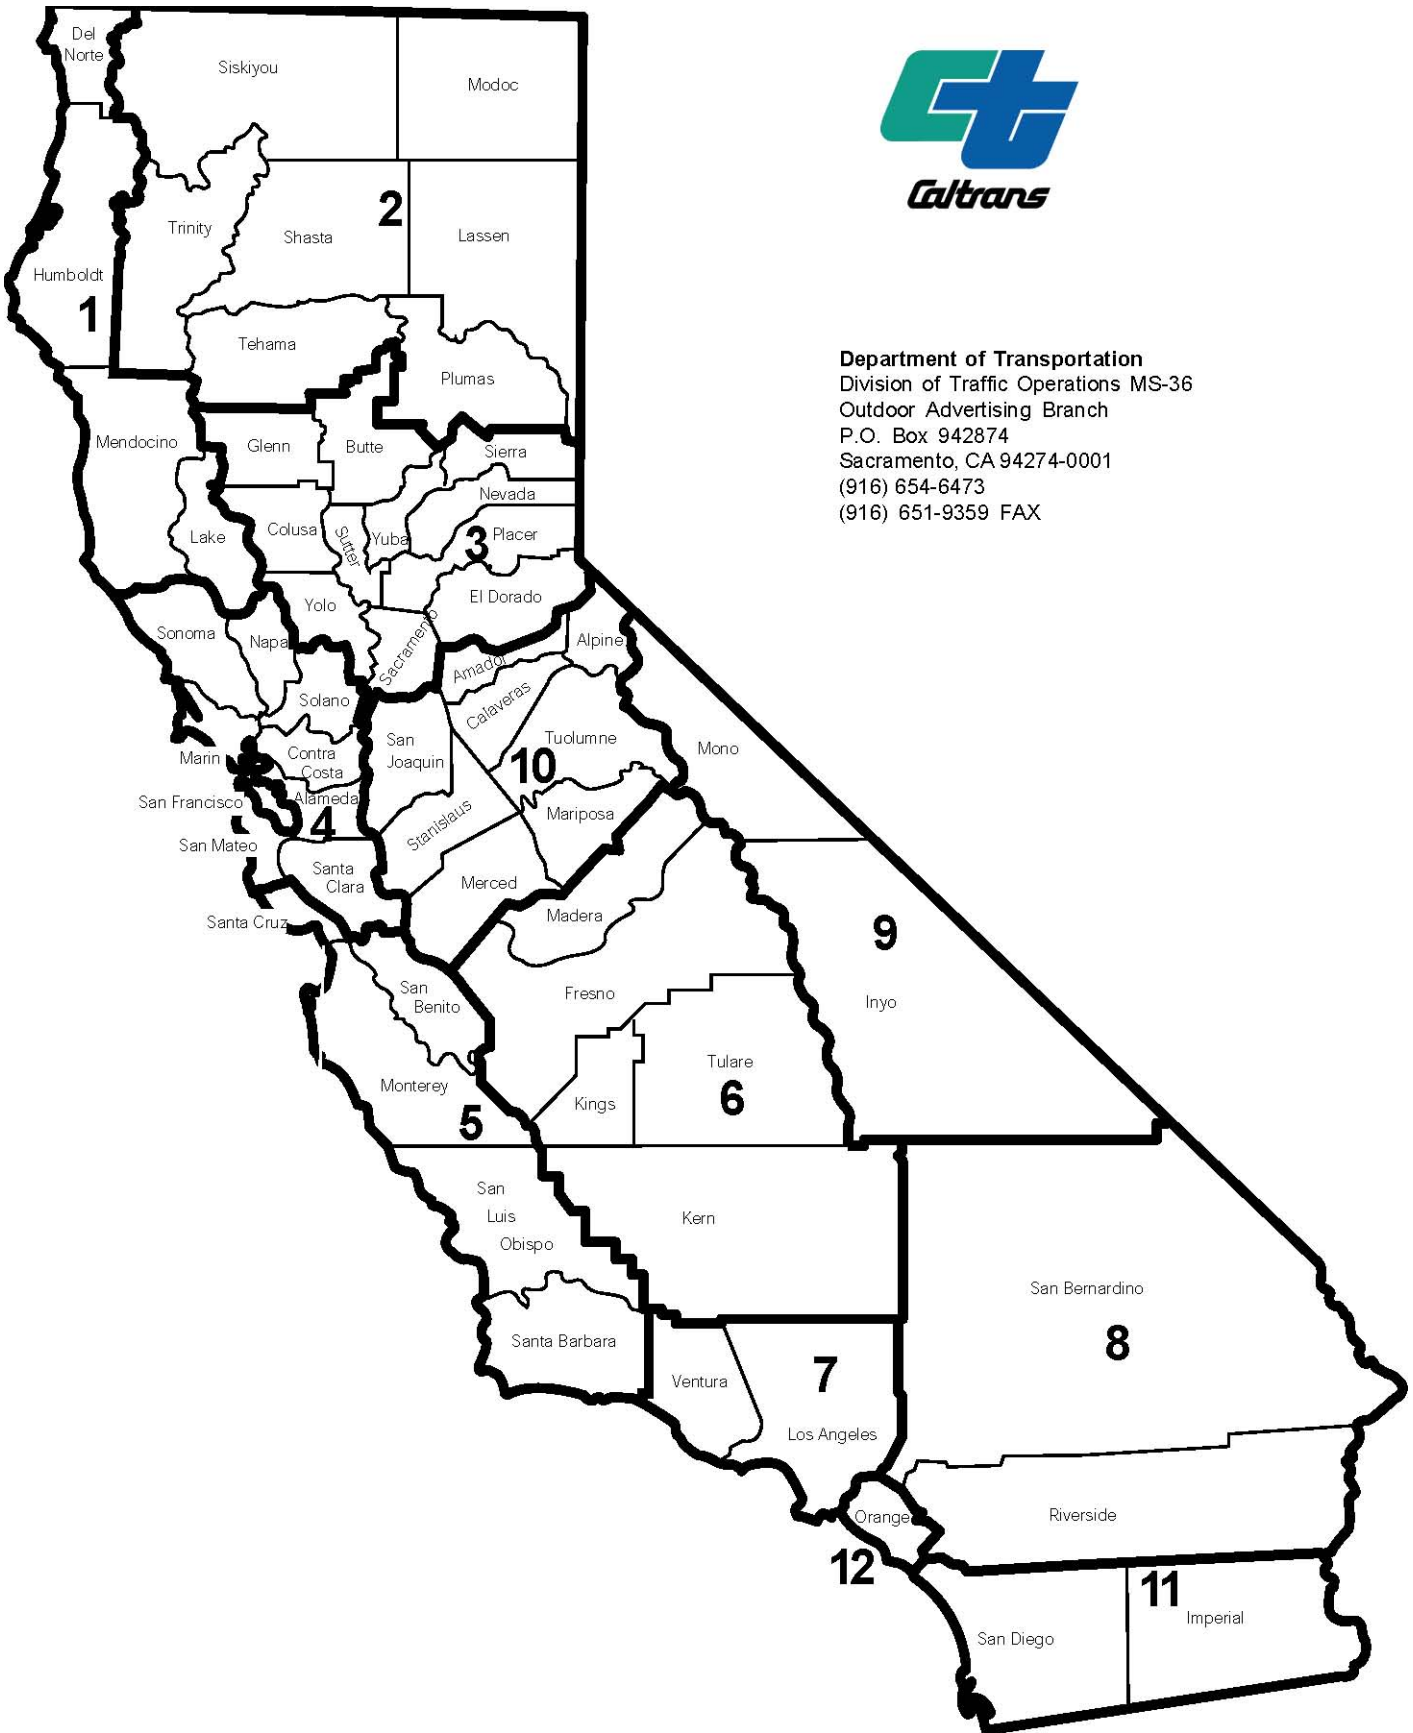 Del
Norte
Siskiyou
Modoc
Caltrans
2
Trinity
Shasta
Lassen
Humboldt
1
Tehama
Plumas
Department of Transportation
Division of Traffic Operations MS-36
Outdoor Advertising Branch
P.O. Box 942874
Sacramento, CA 94274-0001
(916) 654-6473
(916) 651-9359 FAX
Mendocino
Glenn
Butte
Sierra
Nevada
Lake
Colusa
Sutter
Yuba
3
Placer
Yolo
El Dorado
Sonoma
Napa
Sacramento
Amador
Alpine
Solano
Calaveras
Marin
Contra
Costa
San
Joaquin
Tuolumne
Mono
10
San Francisco
Alameda
4
Stanislaus
Mariposa
San Mateo
Santa
Clara
Merced
Santa Cruz
Madera
9
San
Benito
Fresno
Inyo
Monterey
5
Kings
Tulare
6
San
Luis
Obispo
Kern
San Bernardino
8
Santa Barbara
Ventura
7
Los Angeles
Orange
12
Riverside
11
Imperial
San Diego